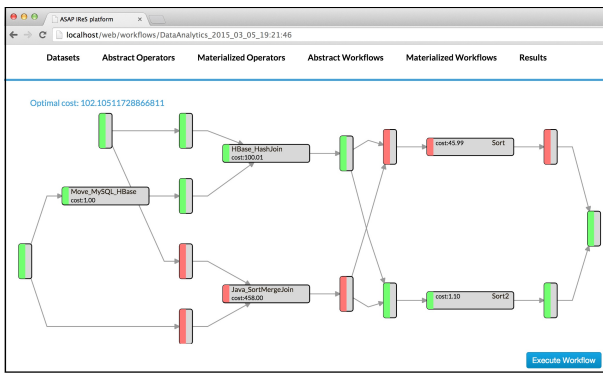 ASAP IReS platform
localhost/web/workflows/DataAnalytics_2015_03_05_19:21:46
Datasets Abstract Operators Materialized Operators Abstract Workflows Materialized Workflows Results
Optimal cost: 102.10511728866811
HBase_HashJoin
cost:100.01
cost:45.99 Sort
Move_MySQL_HBase
cost:1.00
Java_SortMergeJoin
cost:458.00
cost:1.10 Sort2
Execute Workflow